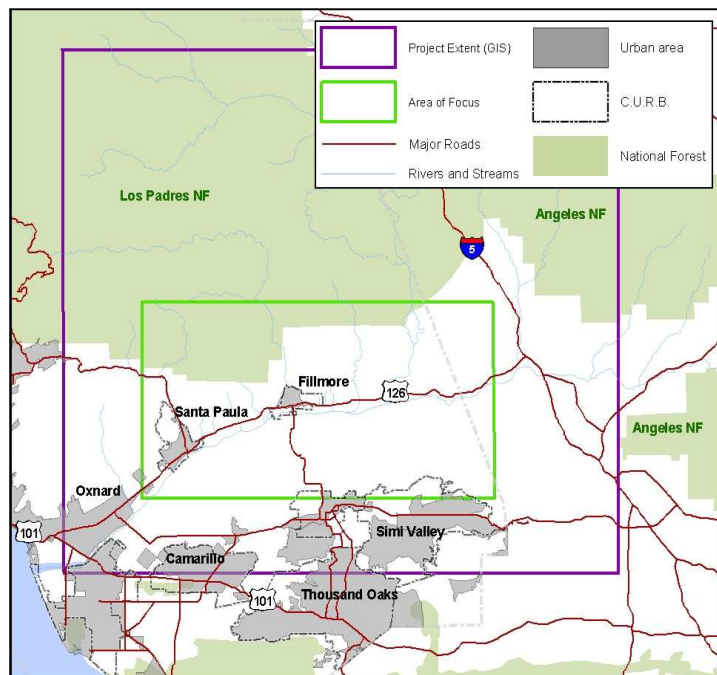 Project Extent (GIS)
Urban area
Area of Focus
C.U.R.B.
Major Roads
National Forest
Rivers and Streams
Los Padres NF
Angeles NF
5
Fillmore
126
Santa Paula
Angeles NF
Oxnard
101
Simi Valley
Camarillo
Thousand Oaks
101